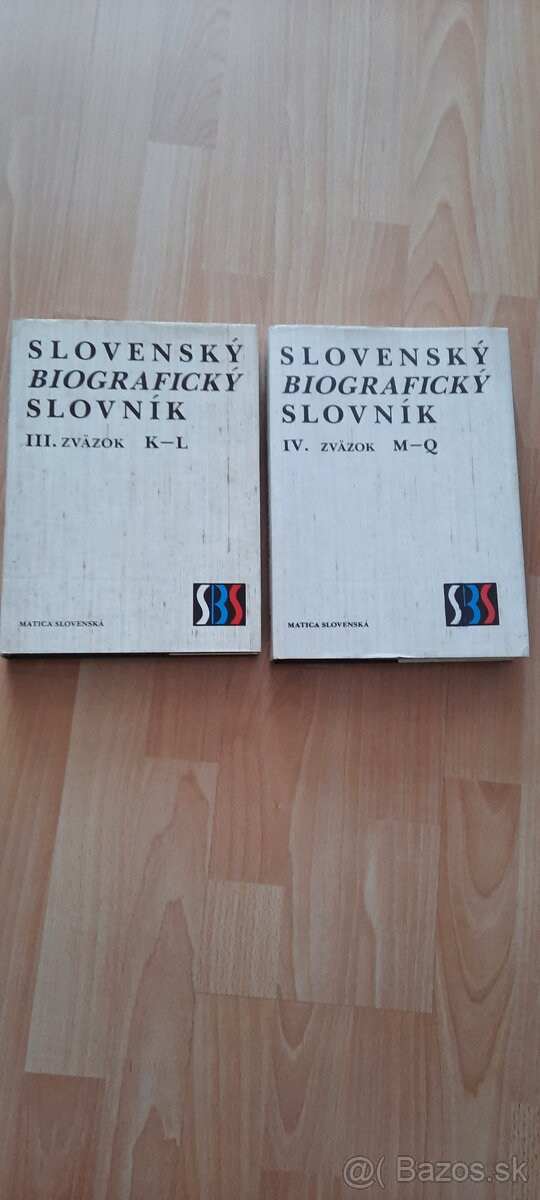 SLOVENSKÝ
BIOGRAFICKÝ
SLOVNÍK
III. ZVÄZOK K–L
MATICA SLOVENSKÁ
SBS
SLOVENSKÝ
BIOGRAFICKÝ
SLOVNÍK
IV. ZVÄZOK M–Q
MATICA SLOVENSKÁ
SBS
Bazos.sk